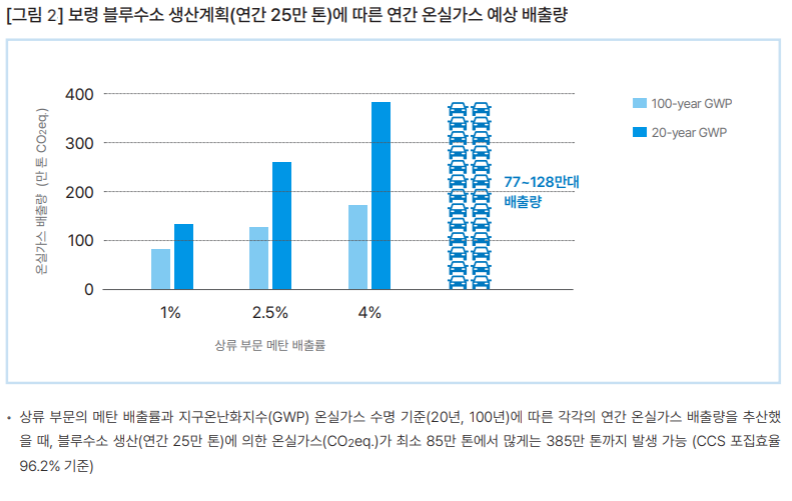 [그림 2] 보령 블루수소 생산계획(연간 25만 톤)에 따른 연간 온실가스 예상 배출량
온실가스 배출량 (만 톤 CO2eq.)
400
300
200
100
0
1%
2.5%
4%
상류 부문 메탄 배출률
77~128만대
배출량
100-year GWP
20-year GWP
• 상류 부문의 메탄 배출률과 지구온난화지수(GWP) 온실가스 수명 기준(20년, 100년)에 따른 각각의 연간 온실가스 배출량을 추산했
을 때, 블루수소 생산(연간 25만 톤)에 의한 온실가스(CO2eq.)가 최소 85만 톤에서 많게는 385만 톤까지 발생 가능 (CCS 포집효율
96.2% 기준)